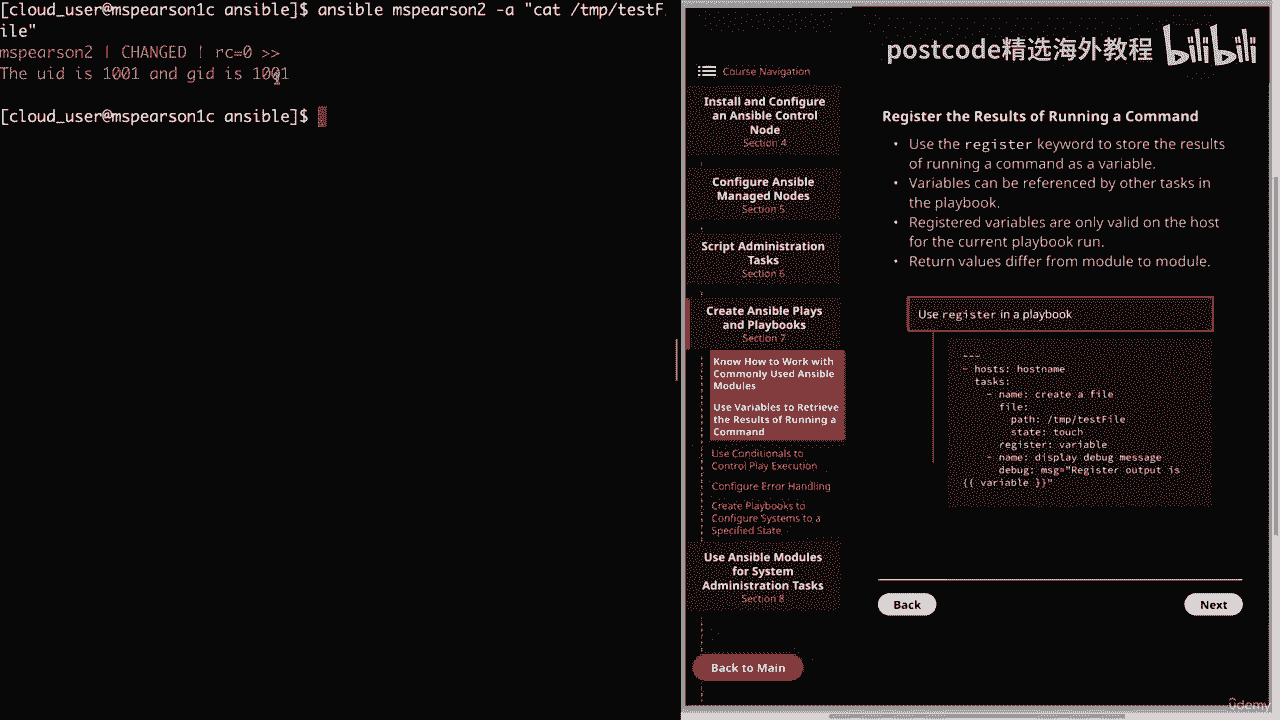 [cloud_user@mspearson1c ansible]$ ansible mspearson2 -a "cat /tmp/testF
ile"
mspearson2 | CHANGED | rc=0 >>
The uid is 1001 and gid is 1001
[cloud_user@mspearson1c ansible]$
postcode精选海外教程 bilibili
Course Navigation
Install and Configure
an Ansible Control
Node
Section 4
Configure Ansible
Managed Nodes
Section 5
Script Administration
Tasks
Section 6
Create Ansible Plays
and Playbooks
Section 7
Know How to Work with
Commonly Used Ansible
Modules
Use Variables to Retrieve
the Results of Running a
Command
Use Conditionals to
Control Play Execution
Configure Error Handling
Create Playbooks to
Configure Systems to a
Specified State
Use Ansible Modules
for System
Administration Tasks
Section 8
Back to Main
Register the Results of Running a Command
• Use the register keyword to store the results
of running a command as a variable.
• Variables can be referenced by other tasks in
the playbook.
• Registered variables are only valid on the host
for the current playbook run.
• Return values differ from module to module.
Use register in a playbook
---
- hosts: hostname
tasks:
- name: create a file
file:
path: /tmp/testFile
state: touch
register: variable
- name: display debug message
debug: msg="Register output is
{{ variable }}"
Back
Next
ûdemy